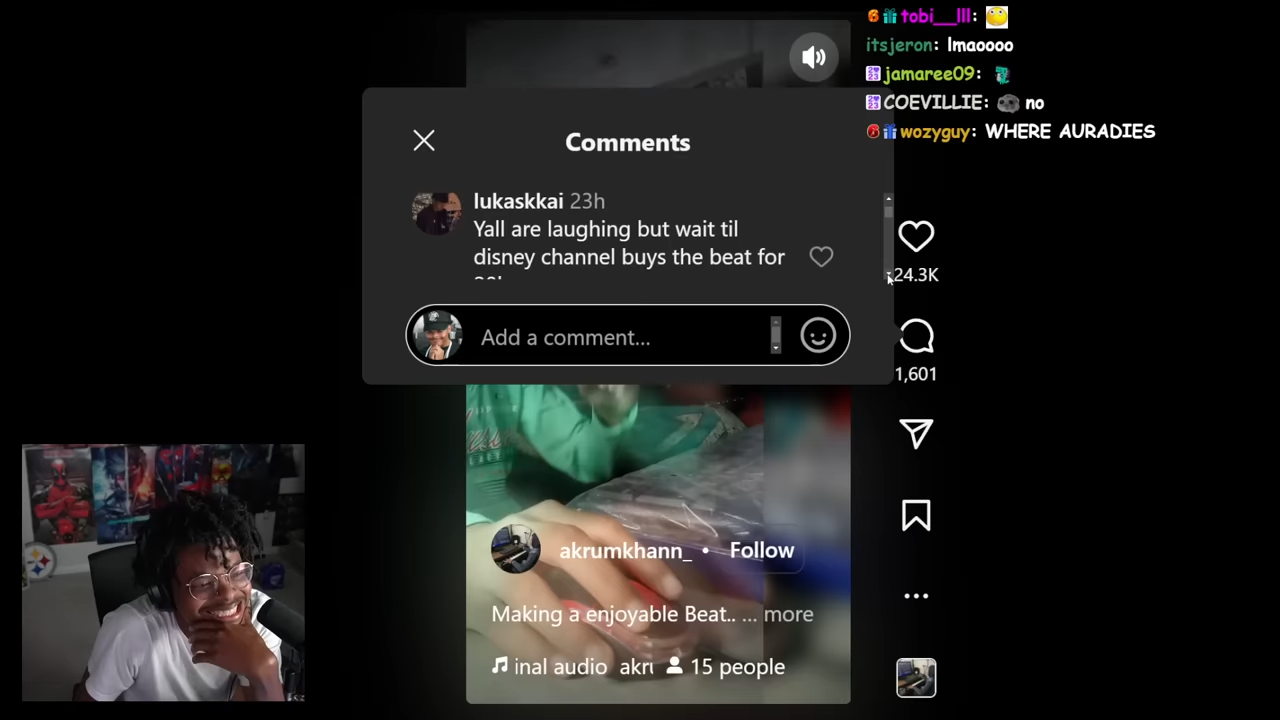 tobi__lll:
itsjeron: lmaoooo
jamaree09:
COEVILLIE: no
wozyguy: WHERE AURADIES
Comments
lukaskkai 23h
Yall are laughing but wait til
disney channel buys the beat for
24.3K
Add a comment...
1,601
akrumkhann_ • Follow
Making a enjoyable Beat.. ... more
inal audio akru 15 people